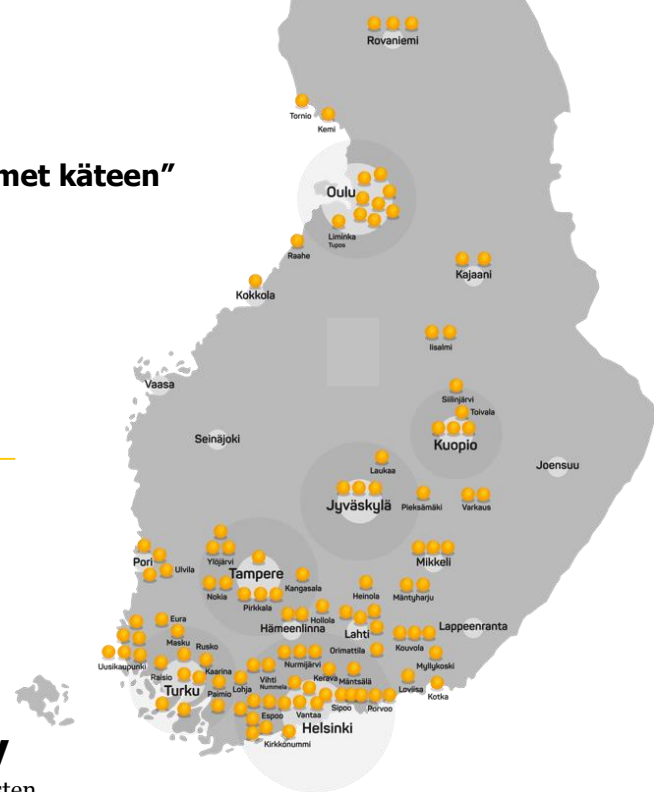 Rovaniemi
Tornio
Kemi
met käteen”
Oulu
Liminka
Tupos
Raahe
Kajaani
Kokkola
Iisalmi
Vaasa
Siilinjärvi
Toivala
Seinäjoki
Kuopio
Joensuu
Laukaa
Jyväskylä
Pieksämäki
Varkaus
Pori
Ulvila
Ylöjärvi
Tampere
Mikkeli
Nokia
Kangasala
Pirkkala
Heinola
Mäntyharju
Eura
Hollola
Hämeenlinna
Lahti
Lappeenranta
Masku
Rusko
Orimattila
Kouvola
Uusikaupunki
Nurmijärvi
Myllykoski
Raisio
Kaarina
Vihti
Nummela
Kerava
Mäntsälä
Turku
Paimio
Lohja
Loviisa
Kotka
Espoo
Vantaa
Sipoo
Porvoo
Helsinki
Kirkkonummi
sten